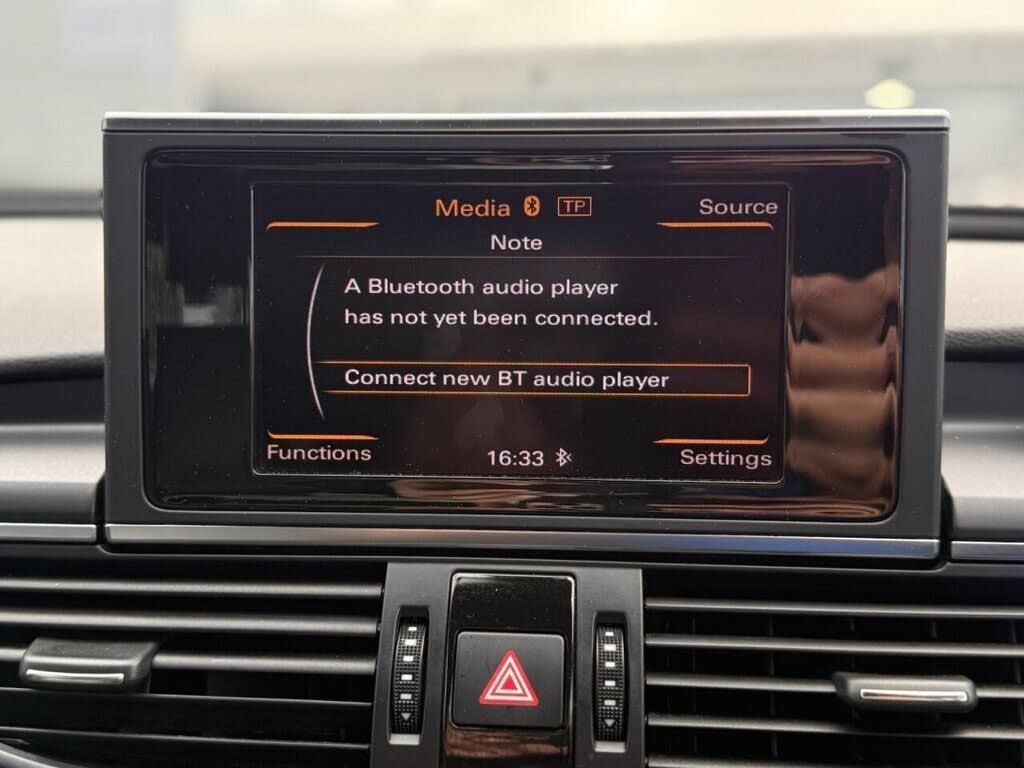 Media TP Source
Note
A Bluetooth audio player
has not yet been connected.
Connect new BT audio player
Functions 16:33 Settings